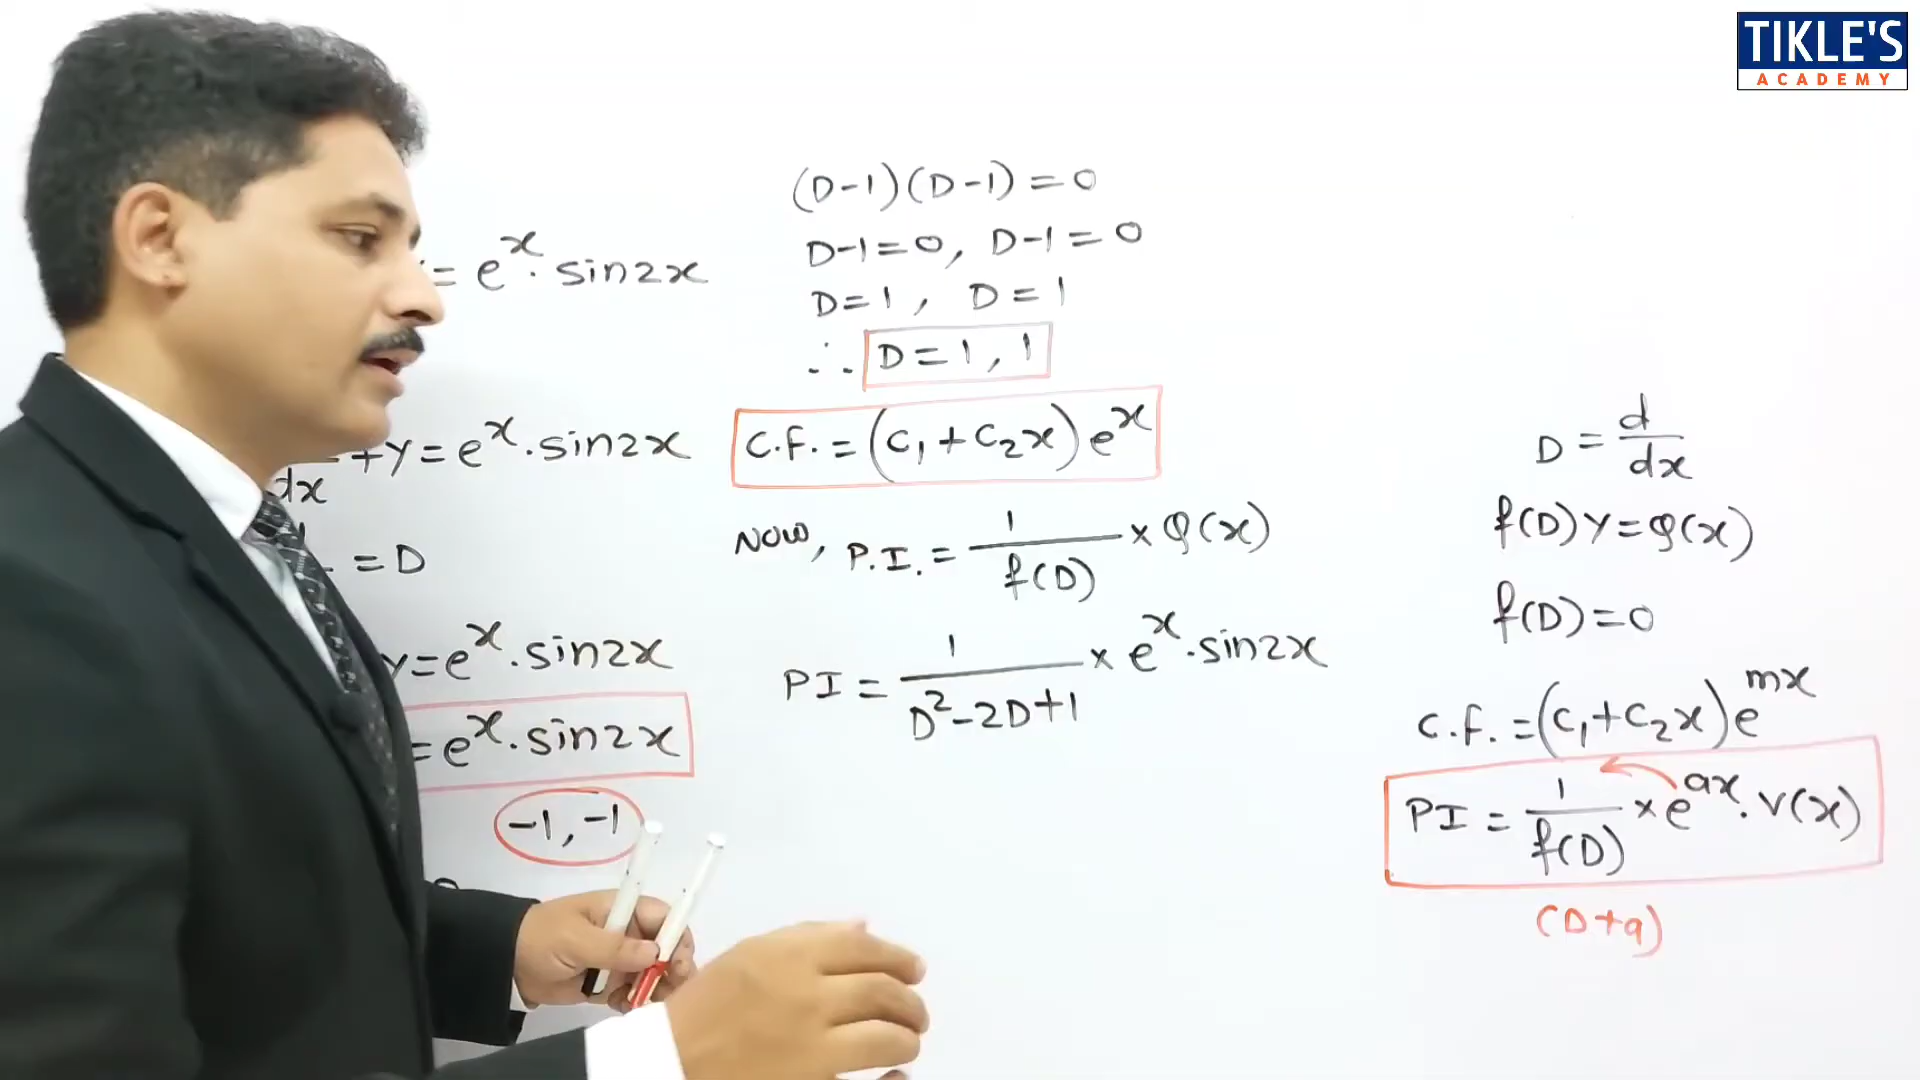 TIKLE'S
ACADEMY
= e^x · sin2x
+y = e^x · sin2x
dx
= D
y = e^x · sin2x
= e^x · sin2x
-1, -1
(D-1)(D-1) = 0
D-1=0, D-1=0
D=1, D=1
∴ D=1, 1
C.F. = (C₁+C₂x) e^x
Now, P.I. = 1/f(D) × Q(x)
PI = 1/(D²-2D+1) × e^x · sin2x
D = d/dx
f(D)y = Q(x)
f(D) = 0
C.F. = (C₁+C₂x) e^mx
PI = 1/f(D) × e^ax · V(x)
(D+a)